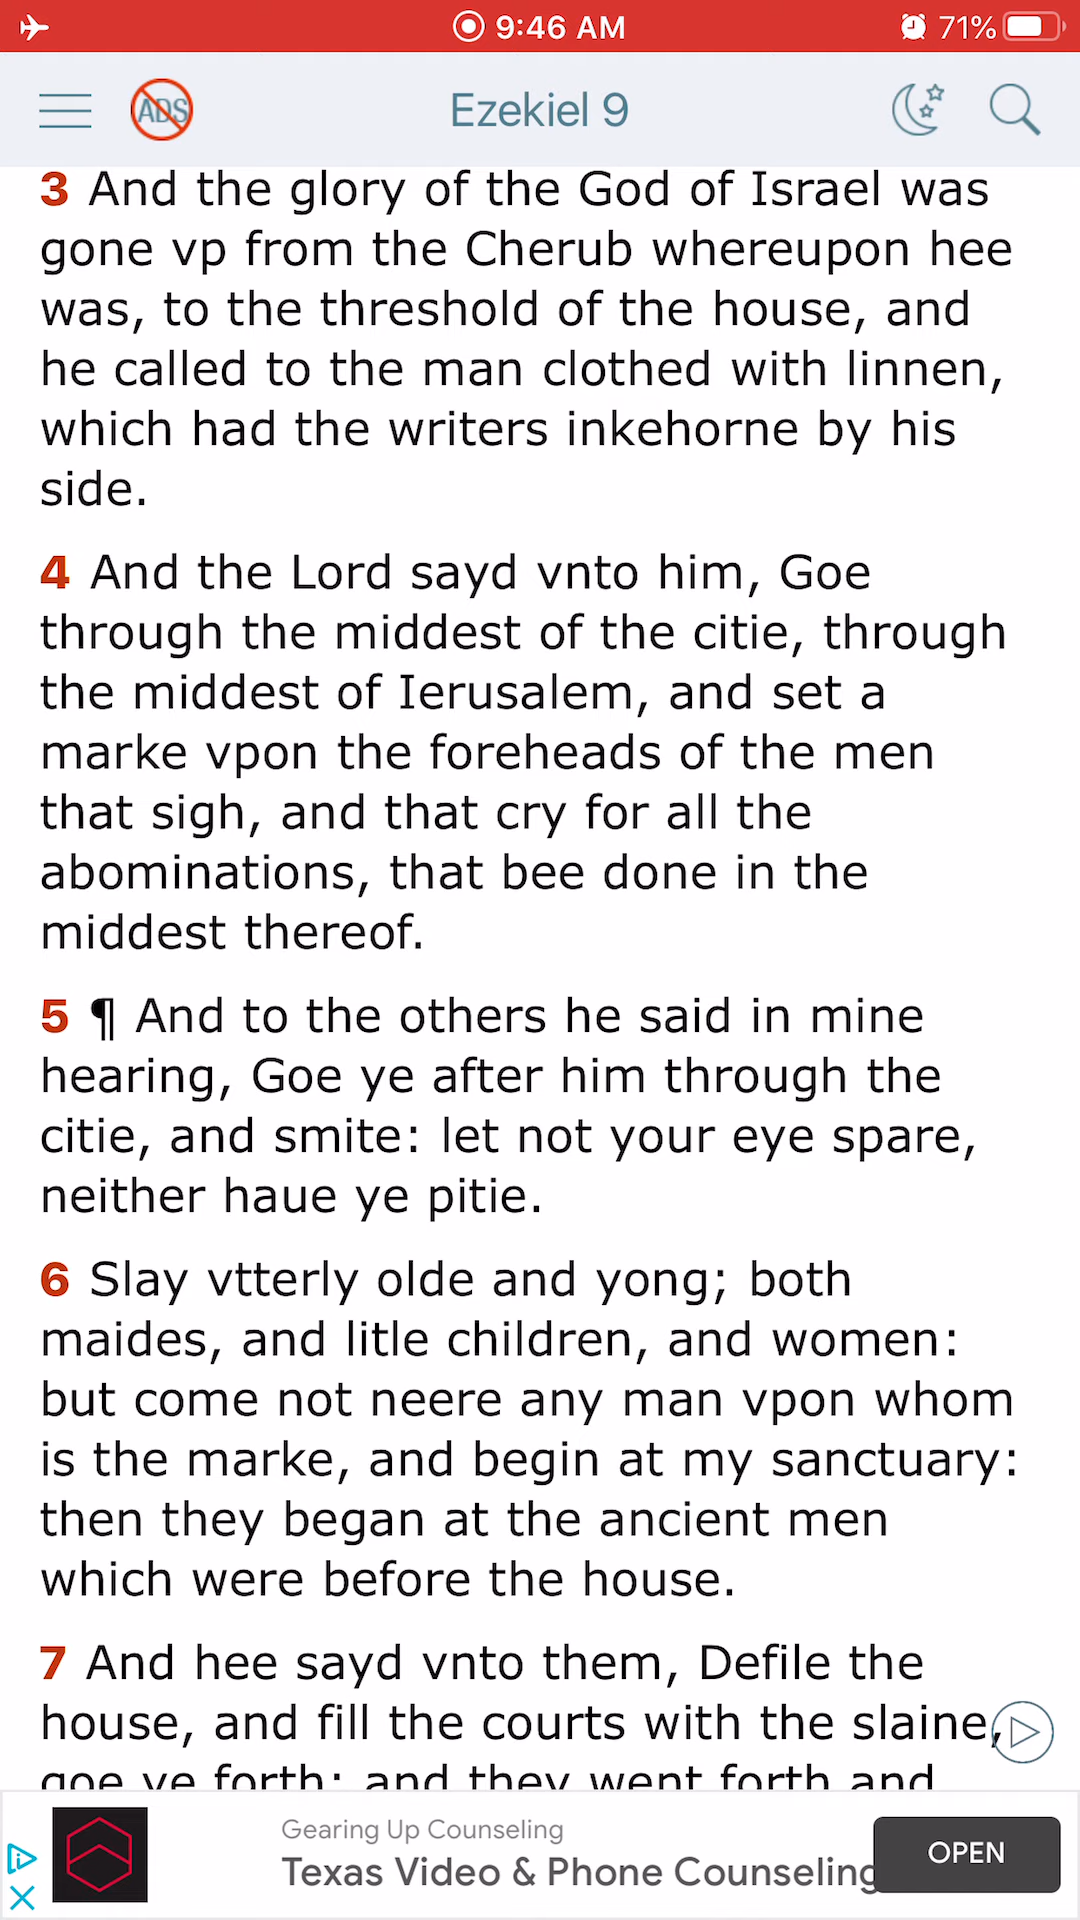 9:46 AM
71%
ADS
Ezekiel 9
3 And the glory of the God of Israel was
gone vp from the Cherub whereupon hee
was, to the threshold of the house, and
he called to the man clothed with linnen,
which had the writers inkehorne by his
side.
4 And the Lord sayd vnto him, Goe
through the middest of the citie, through
the middest of Ierusalem, and set a
marke vpon the foreheads of the men
that sigh, and that cry for all the
abominations, that bee done in the
middest thereof.
5 ¶ And to the others he said in mine
hearing, Goe ye after him through the
citie, and smite: let not your eye spare,
neither haue ye pitie.
6 Slay vtterly olde and yong; both
maides, and litle children, and women:
but come not neere any man vpon whom
is the marke, and begin at my sanctuary:
then they began at the ancient men
which were before the house.
7 And hee sayd vnto them, Defile the
house, and fill the courts with the slaine,
goe ye forth: and they went forth and
Gearing Up Counseling
Texas Video & Phone Counseling
OPEN